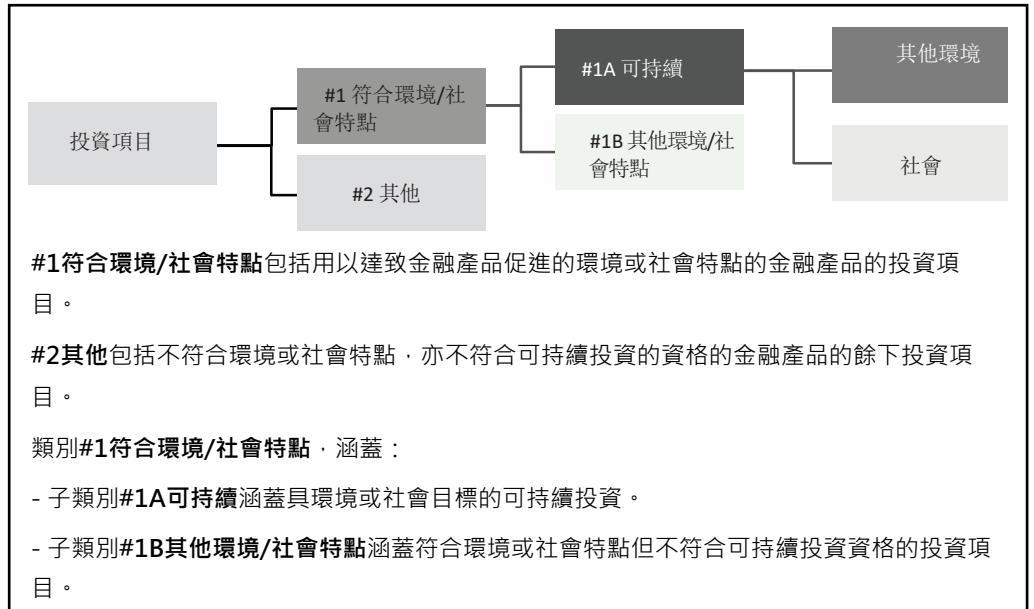 其他環境
#1A 可持續
#1 符合環境/社
會特點
投資項目
#1B 其他環境/社
會特點
社會
#2 其他
#1符合環境/社會特點包括用以達致金融產品促進的環境或社會特點的金融產品的投資項
目。
#2其他包括不符合環境或社會特點，亦不符合可持續投資的資格的金融產品的餘下投資項
目。
類別#1符合環境/社會特點，涵蓋：
- 子類別#1A可持續涵蓋具環境或社會目標的可持續投資。
- 子類別#1B其他環境/社會特點涵蓋符合環境或社會特點但不符合可持續投資資格的投資項
目。